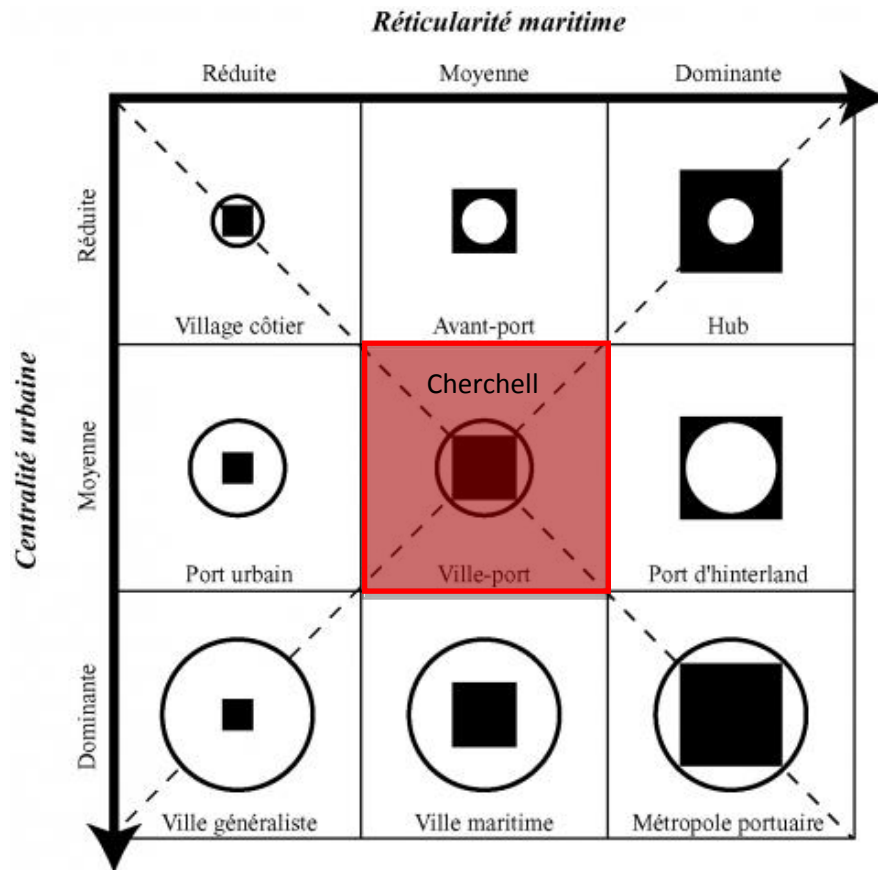 Réticularité maritime
Réduite
Moyenne
Dominante
Centralité urbaine
Réduite
Village côtier
Avant-port
Hub
Moyenne
Cherchell
Port urbain
Ville-port
Port d'hinterland
Dominante
Ville généraliste
Ville maritime
Métropole portuaire